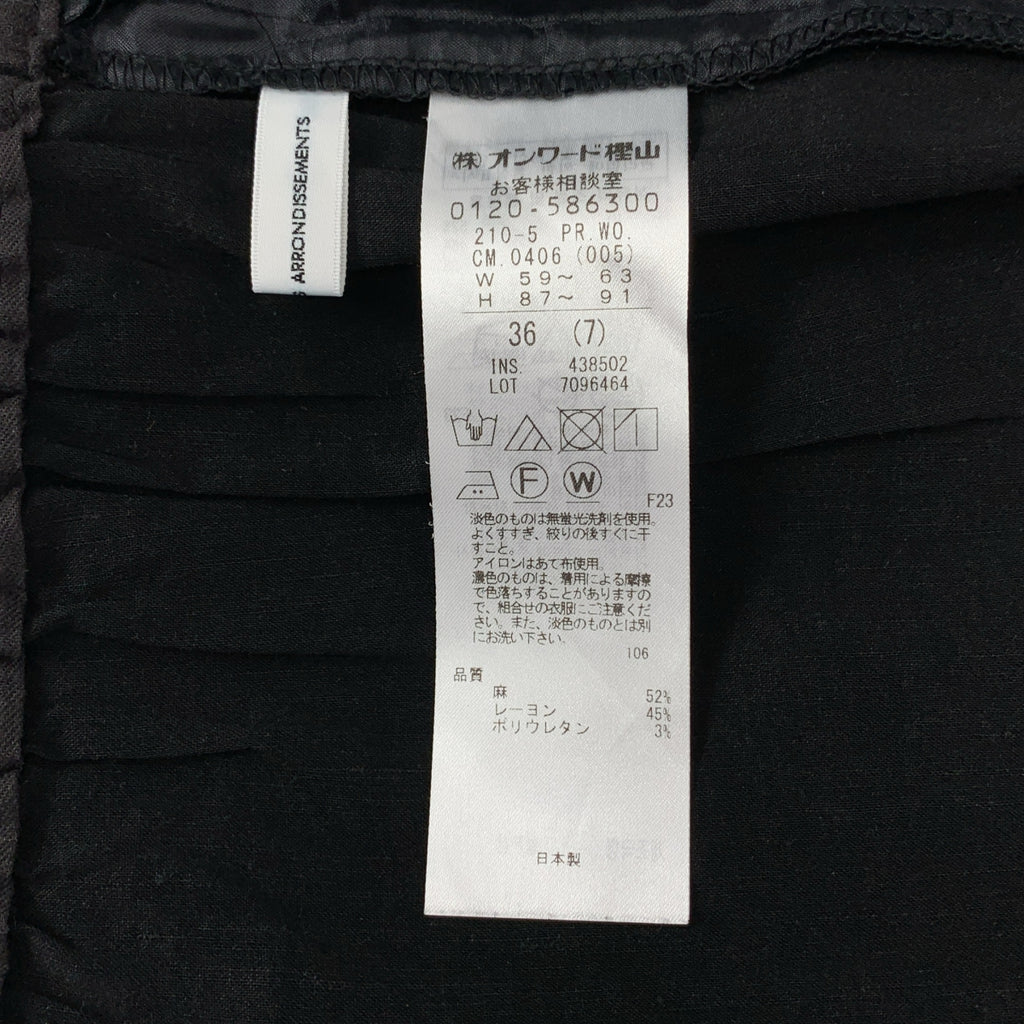 ARRONDISSEMENTS
(株)オンワード樫山
お客様相談室
0120-586300
210-5 PR.WO.
CM.0406 (005)
W 59～ 63
H 87～ 91
36 (7)
INS. 438502
LOT 7096464
F W
F23
淡色のものは無蛍光洗剤を使用。
よくすすぎ、絞りの後すぐに干
すこと。
アイロンはあて布使用。
濃色のものは、着用による摩擦
で色落ちすることがありますの
で、組合せの衣服にご注意くだ
さい。また、淡色のものとは別
にお洗い下さい。
106
品質
麻 52%
レーヨン 45%
ポリウレタン 3%
日本製